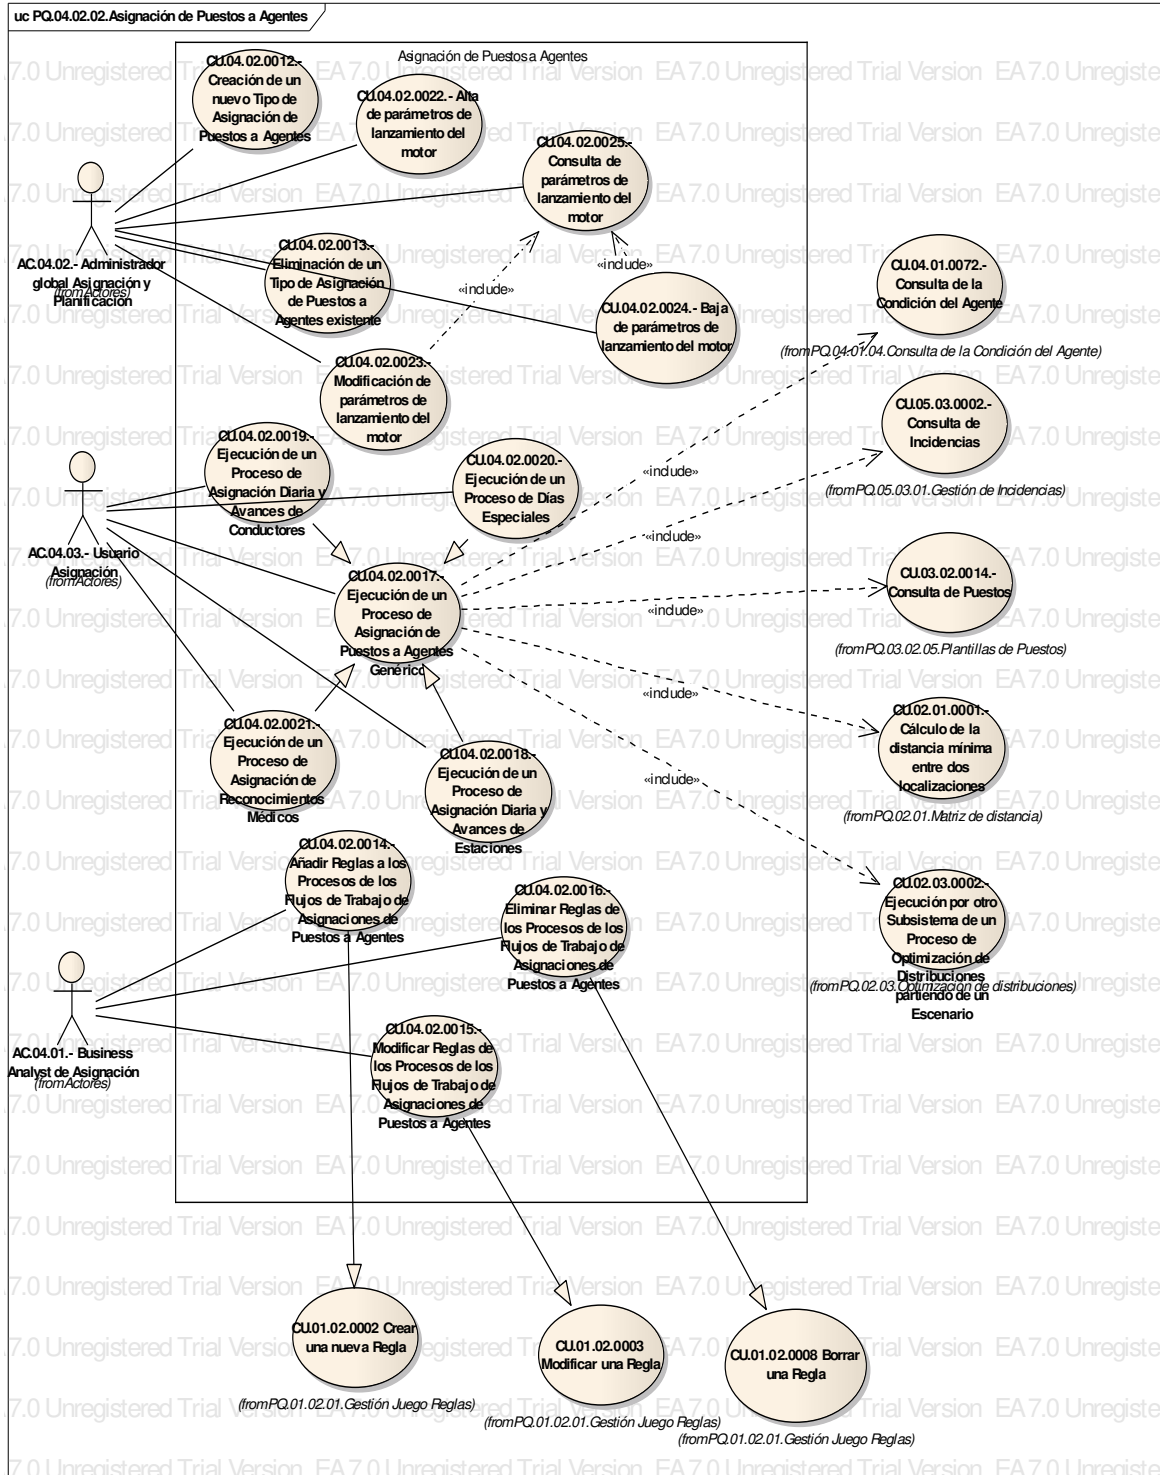 uc PQ.04.02.02.Asignación de Puestos a Agentes
Asignación de Puestos a Agentes
CU.04.02.0012.-
Creación de un
nuevo Tipo de
Asignación de
Puestos a Agentes
CU.04.02.0022.- Alta
de parámetros de
lanzamiento del
motor
CU.04.02.0025.-
Consulta de
parámetros de
lanzamiento del
motor
AC.04.02.- Administrador
global Asignación y
Planificación
(from Actores)
CU.04.02.0013.-
Eliminación de un
Tipo de Asignación
de Puestos a
Agentes existente
«include»
«include»
CU.04.02.0024.- Baja
de parámetros de
lanzamiento del motor
CU.04.01.0072.-
Consulta de la
Condición del Agente
(from PQ.04.01.04.Consulta de la Condición del Agente)
CU.04.02.0023.-
Modificación de
parámetros de
lanzamiento del
motor
CU.05.03.0002.-
Consulta de
Incidencias
(from PQ.05.03.01.Gestión de Incidencias)
CU.04.02.0019.-
Ejecución de un
Proceso de
Asignación Diaria y
Avances de
Conductores
CU.04.02.0020.-
Ejecución de un
Proceso de Días
Especiales
«include»
«include»
AC.04.03.- Usuario
Asignación
(from Actores)
CU.04.02.0017.-
Ejecución de un
Proceso de
Asignación de
Puestos a Agentes
Genérico
«include»
CU.03.02.0014.-
Consulta de Puestos
(from PQ.03.02.05.Plantillas de Puestos)
«include»
CU.04.02.0021.-
Ejecución de un
Proceso de
Asignación de
Reconocimientos
Médicos
CU.04.02.0018.-
Ejecución de un
Proceso de
Asignación Diaria y
Avances de
Estaciones
«include»
CU.02.01.0001.-
Cálculo de la
distancia mínima
entre dos
localizaciones
(from PQ.02.01.Matriz de distancia)
CU.04.02.0014.-
Añadir Reglas a los
Procesos de los
Flujos de Trabajo de
Asignaciones de
Puestos a Agentes
CU.04.02.0016.-
Eliminar Reglas de
los Procesos de los
Flujos de Trabajo de
Asignaciones de
Puestos a Agentes
CU.02.03.0002.-
Ejecución por otro
Subsistema de un
Proceso de
Optimización de
Distribuciones
partiendo de un
Escenario
(from PQ.02.03.Optimización de distribuciones)
AC.04.01.- Business
Analyst de Asignación
(from Actores)
CU.04.02.0015.-
Modificar Reglas de
los Procesos de los
Flujos de Trabajo de
Asignaciones de
Puestos a Agentes
CU.01.02.0002 Crear
una nueva Regla
(from PQ.01.02.01.Gestión Juego Reglas)
CU.01.02.0003
Modificar una Regla
(from PQ.01.02.01.Gestión Juego Reglas)
CU.01.02.0008 Borrar
una Regla
(from PQ.01.02.01.Gestión Juego Reglas)
EA 7.0 Unregistered Trial Version